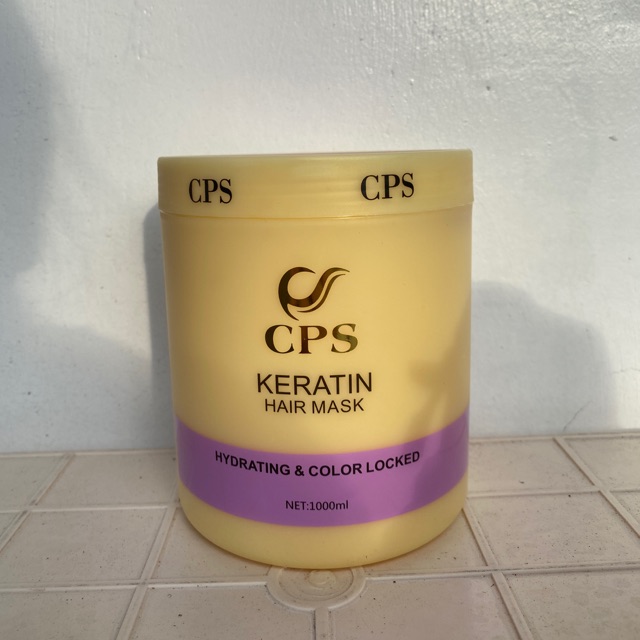 CPS CPS
CPS
KERATIN
HAIR MASK
HYDRATING & COLOR LOCKED
NET:1000ml